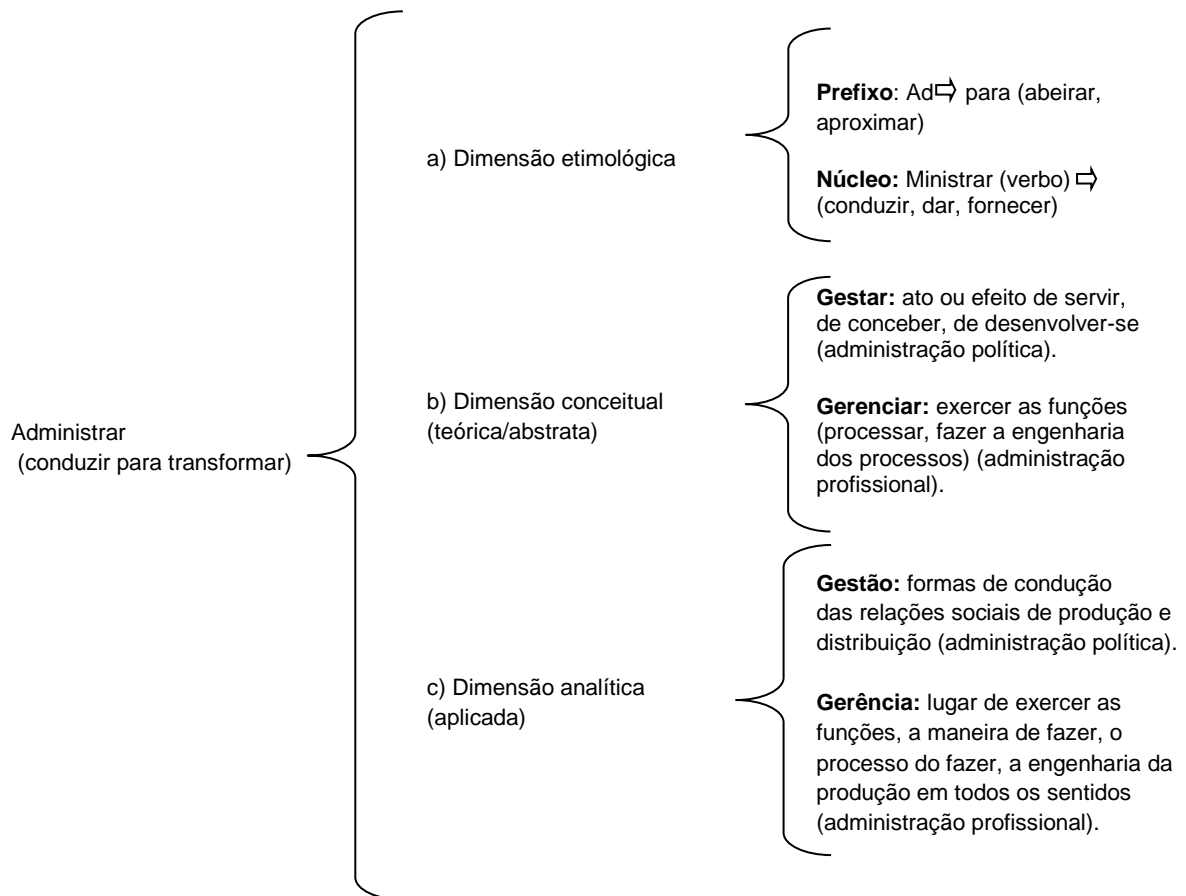 Administrar
(conduzir para transformar)
a) Dimensão etimológica
Prefixo: Ad⇨ para (abeirar,
aproximar)
Núcleo: Ministrar (verbo) ⇨
(conduzir, dar, fornecer)
b) Dimensão conceitual
(teórica/abstrata)
Gestar: ato ou efeito de servir,
de conceber, de desenvolver-se
(administração política).
Gerenciar: exercer as funções
(processar, fazer a engenharia
dos processos) (administração
profissional).
c) Dimensão analítica
(aplicada)
Gestão: formas de condução
das relações sociais de produção e
distribuição (administração política).
Gerência: lugar de exercer as
funções, a maneira de fazer, o
processo do fazer, a engenharia da
produção em todos os sentidos
(administração profissional).